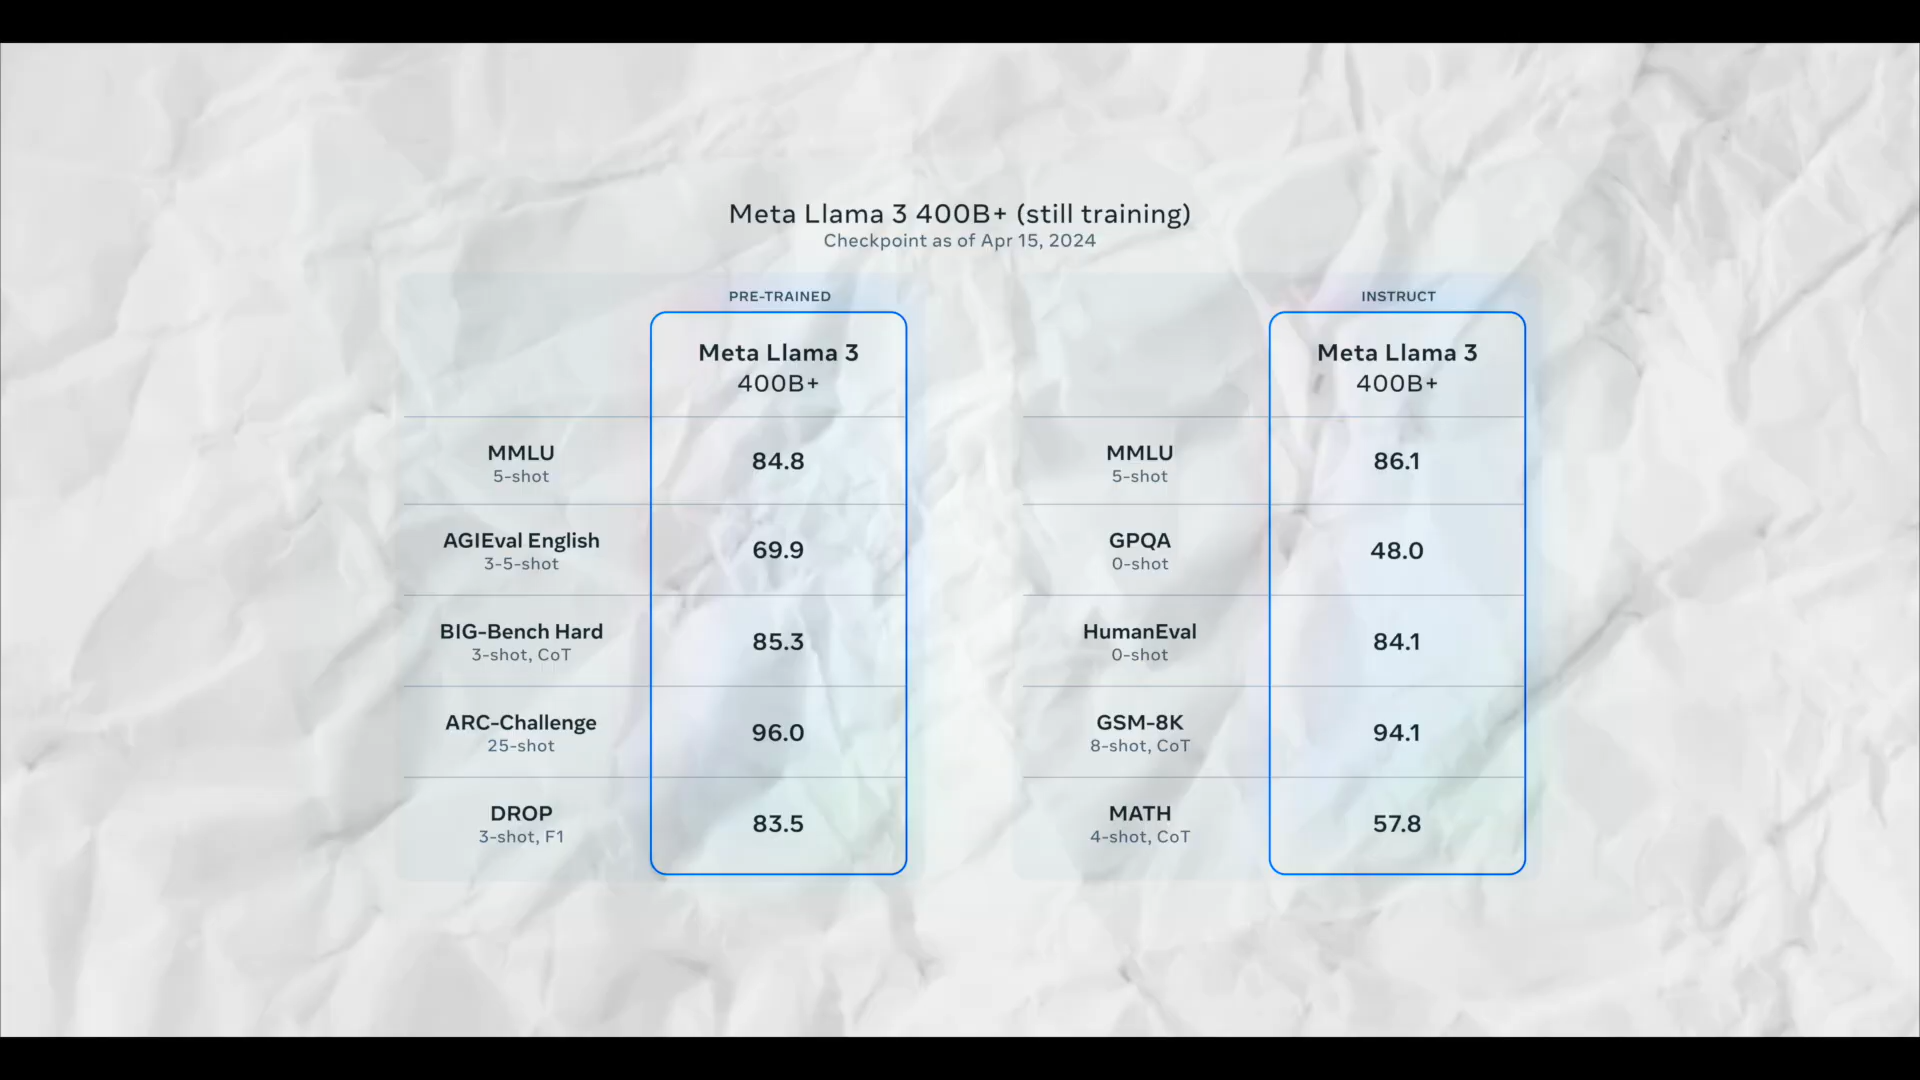 Meta Llama 3 400B+ (still training)
Checkpoint as of Apr 15, 2024
PRE-TRAINED
Meta Llama 3
400B+
MMLU
5-shot
84.8
AGIEval English
3-5-shot
69.9
BIG-Bench Hard
3-shot, CoT
85.3
ARC-Challenge
25-shot
96.0
DROP
3-shot, F1
83.5
INSTRUCT
Meta Llama 3
400B+
MMLU
5-shot
86.1
GPQA
0-shot
48.0
HumanEval
0-shot
84.1
GSM-8K
8-shot, CoT
94.1
MATH
4-shot, CoT
57.8